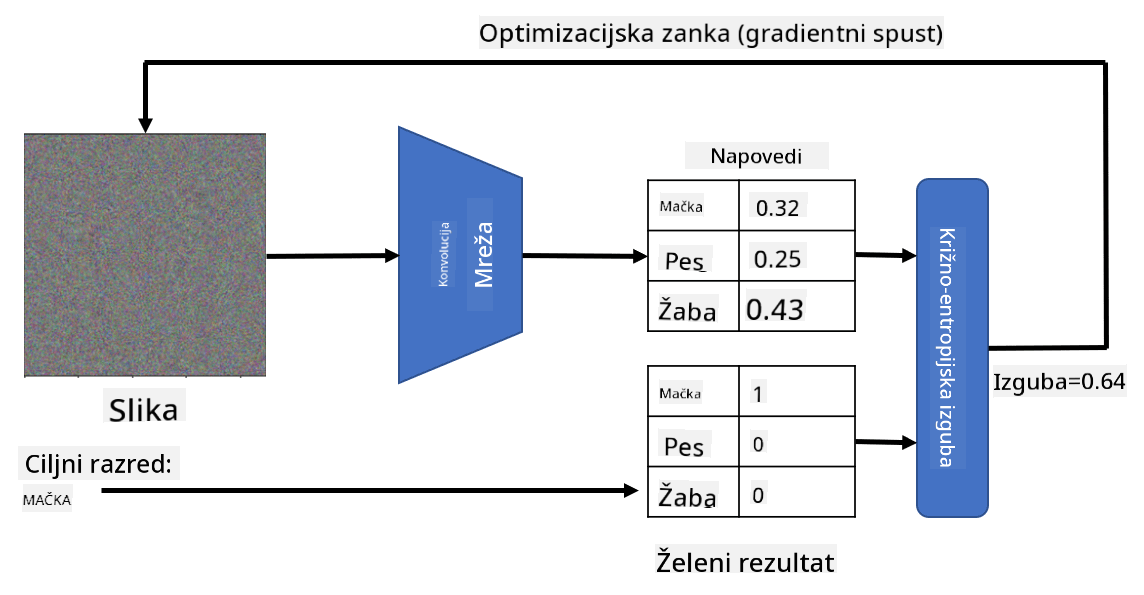 Optimizacijska zanka (gradientni spust)
Napovedi
Mačka 0.32
Pes 0.25
Žaba 0.43
Konvolucija
Mreža
Križno-entropijska izguba
Izguba=0.64
Slika
Ciljni razred:
MAČKA
Mačka 1
Pes 0
Žaba 0
Želeni rezultat